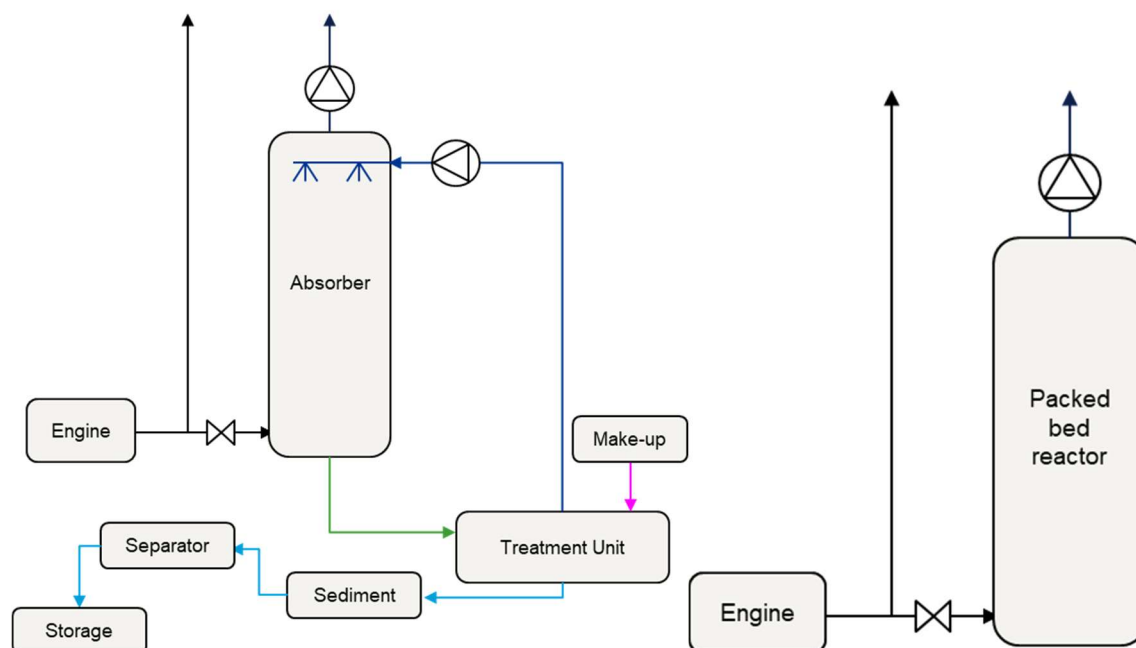 Absorber
Engine
Make-up
Treatment Unit
Separator
Sediment
Storage
Packed
bed
reactor
Engine